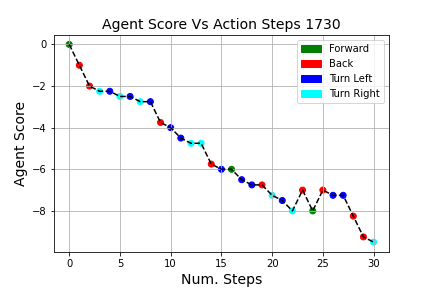 Agent Score Vs Action Steps 1730
Forward
Back
Turn Left
Turn Right
Agent Score
0
−2
−4
−6
−8
0 5 10 15 20 25 30
Num. Steps